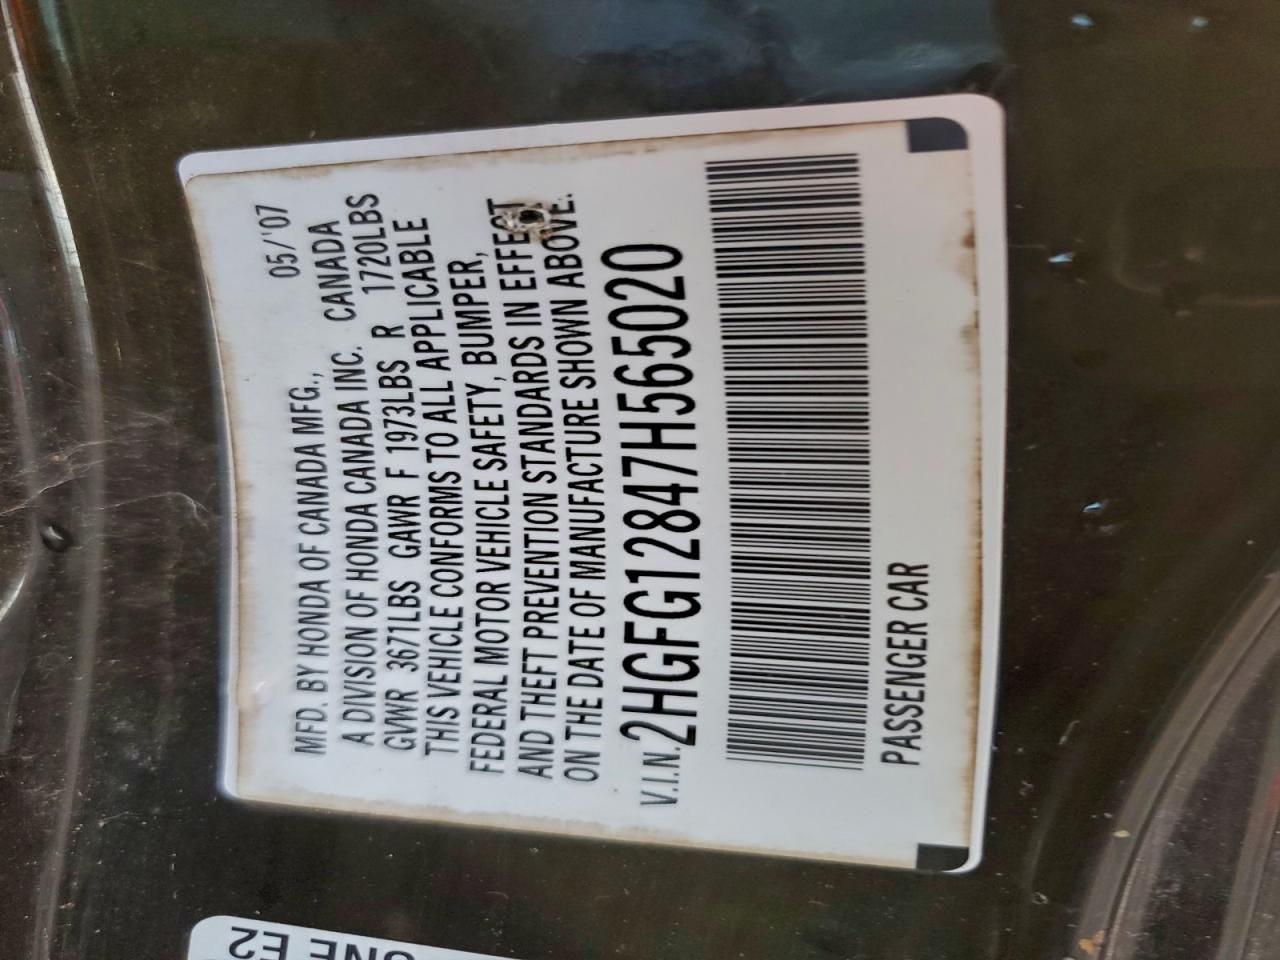 05/'07
MFD. BY HONDA OF CANADA MFG.,
A DIVISION OF HONDA CANADA INC. CANADA
GVWR 3671LBS GAWR F 1973LBS R 1720LBS
THIS VEHICLE CONFORMS TO ALL APPLICABLE
FEDERAL MOTOR VEHICLE SAFETY, BUMPER,
AND THEFT PREVENTION STANDARDS IN EFFECT
ON THE DATE OF MANUFACTURE SHOWN ABOVE.
V.I.N. 2HGFG12847H565020
PASSENGER CAR
E2